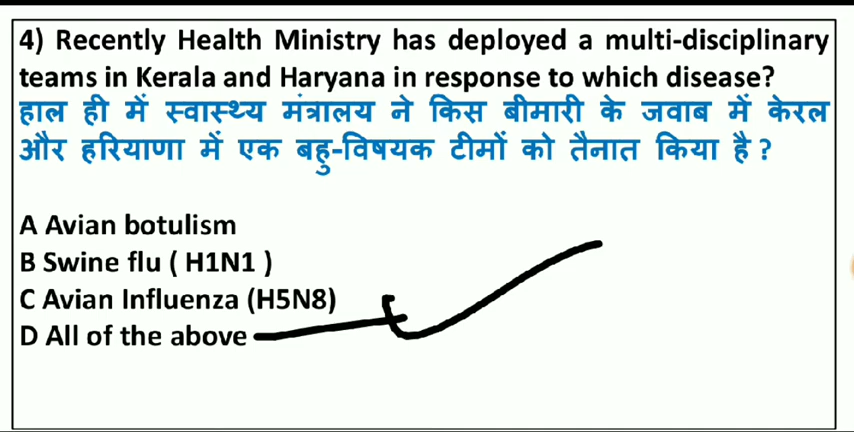 4) Recently Health Ministry has deployed a multi-disciplinary
teams in Kerala and Haryana in response to which disease?
हाल ही में स्वास्थ्य मंत्रालय ने किस बीमारी के जवाब में केरल
और हरियाणा में एक बहु-विषयक टीमों को तैनात किया है ?
A Avian botulism
B Swine flu ( H1N1 )
C Avian Influenza (H5N8)
D All of the above